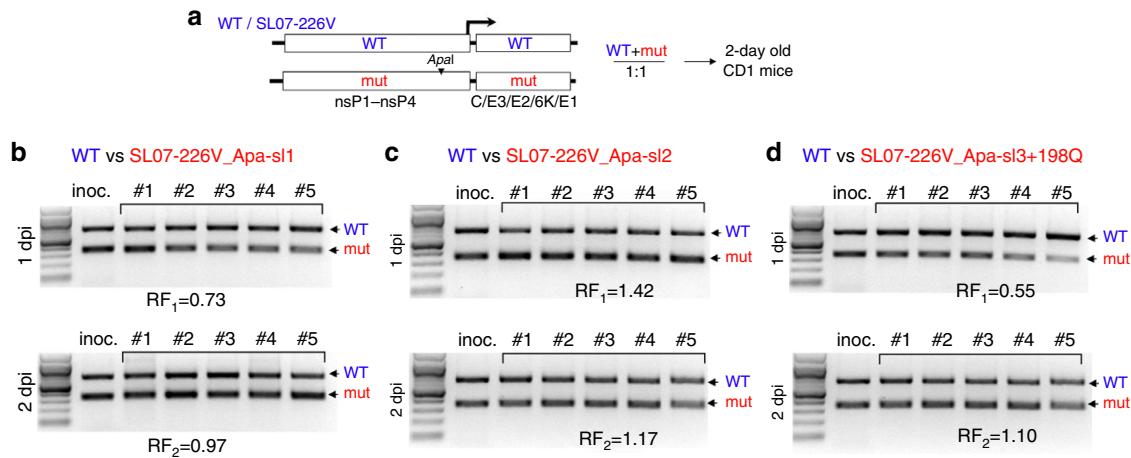 a
WT / SL07-226V
WT WT
ApaI
mut mut
nsP1–nsP4 C/E3/E2/6K/E1
WT+mut
1:1
2-day old
CD1 mice
b WT vs SL07-226V_Apa-sl1
inoc. #1 #2 #3 #4 #5
1 dpi
WT
mut
RF1=0.73
inoc. #1 #2 #3 #4 #5
2 dpi
WT
mut
RF2=0.97
c WT vs SL07-226V_Apa-sl2
inoc. #1 #2 #3 #4 #5
1 dpi
WT
mut
RF1=1.42
inoc. #1 #2 #3 #4 #5
2 dpi
WT
mut
RF2=1.17
d WT vs SL07-226V_Apa-sl3+198Q
inoc. #1 #2 #3 #4 #5
1 dpi
WT
mut
RF1=0.55
inoc. #1 #2 #3 #4 #5
2 dpi
WT
mut
RF2=1.10